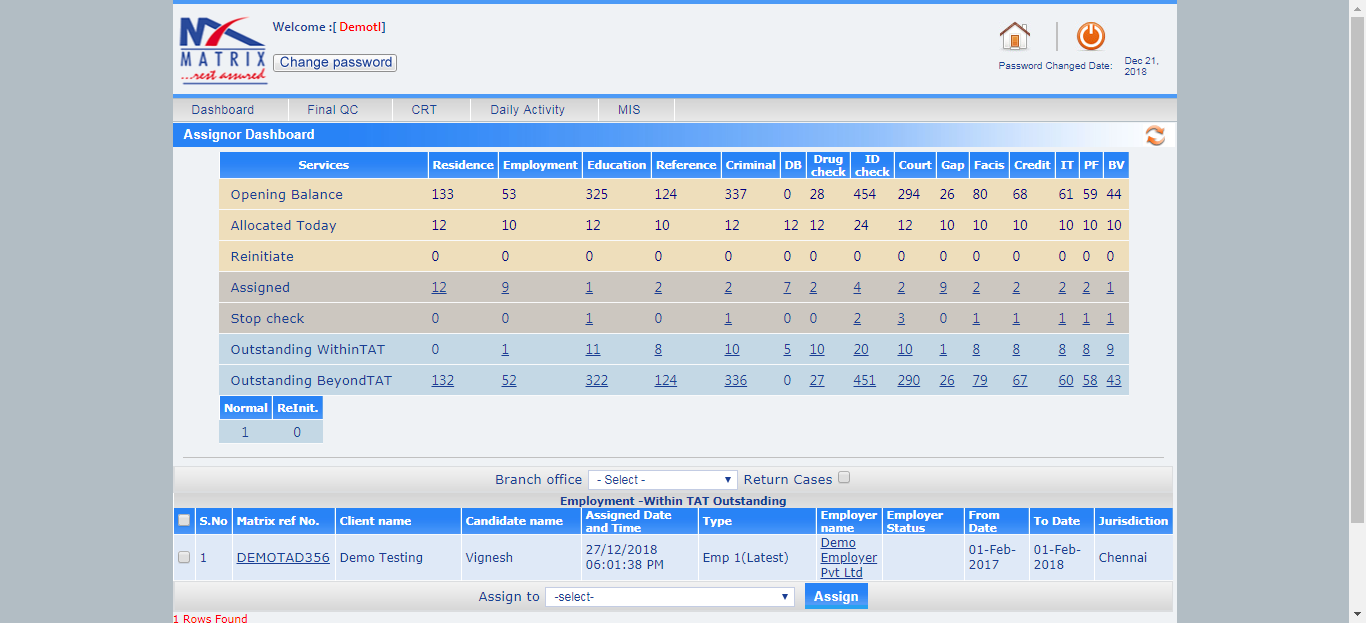 MATRIX
...rest assured
Welcome :[ Demotl]
Change password
Password Changed Date: Dec 21, 2018
Dashboard Final QC CRT Daily Activity MIS
Assignor Dashboard
Services Residence Employment Education Reference Criminal DB Drug check ID check Court Gap Facis Credit IT PF BV
Opening Balance 133 53 325 124 337 0 28 454 294 26 80 68 61 59 44
Allocated Today 12 10 12 10 12 12 12 24 12 10 10 10 10 10 10
Reinitiate 0 0 0 0 0 0 0 0 0 0 0 0 0 0 0
Assigned 12 9 1 2 2 7 2 4 2 9 2 2 2 2 1
Stop check 0 0 1 0 1 0 0 2 3 0 1 1 1 1 1
Outstanding WithinTAT 0 1 11 8 10 5 10 20 10 1 8 8 8 8 9
Outstanding BeyondTAT 132 52 322 124 336 0 27 451 290 26 79 67 60 58 43
Normal ReInit.
1 0
Branch office - Select - Return Cases
Employment -Within TAT Outstanding
S.No Matrix ref No. Client name Candidate name Assigned Date and Time Type Employer name Employer Status From Date To Date Jurisdiction
1 DEMOTAD356 Demo Testing Vignesh 27/12/2018 06:01:38 PM Emp 1(Latest) Demo Employer Pvt Ltd 01-Feb-2017 01-Feb-2018 Chennai
Assign to -select- Assign
1 Rows Found